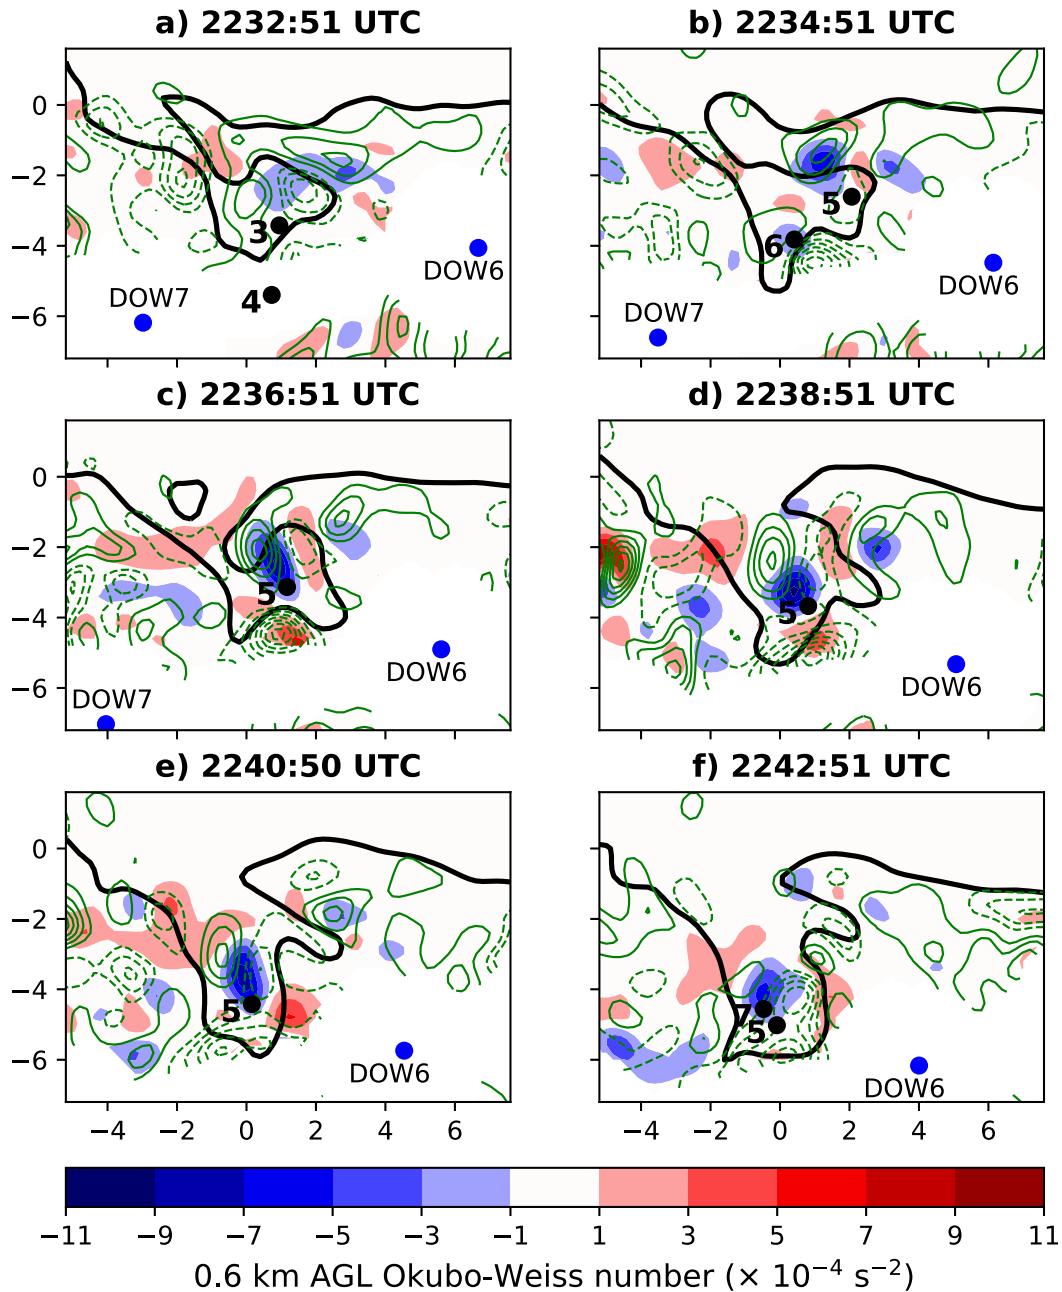 a) 2232:51 UTC
b) 2234:51 UTC
0
−2
−4
−6
3
4
DOW7
DOW6
5
6
DOW7
DOW6
c) 2236:51 UTC
d) 2238:51 UTC
0
−2
−4
−6
5
DOW7
DOW6
5
DOW6
e) 2240:50 UTC
f) 2242:51 UTC
0
−2
−4
−6
5
DOW6
7
5
DOW6
−4 −2 0 2 4 6
−4 −2 0 2 4 6
−11 −9 −7 −5 −3 −1 1 3 5 7 9 11
0.6 km AGL Okubo-Weiss number (× 10⁻⁴ s⁻²)